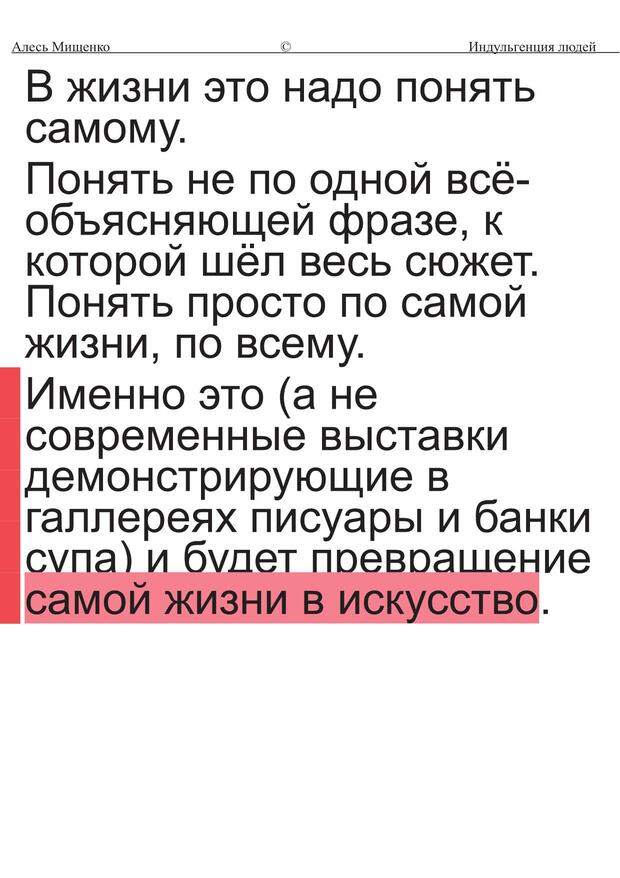 Алесь Мищенко © Индульгенция людей
В жизни это надо понять
самому.
Понять не по одной всё-
объясняющей фразе, к
которой шёл весь сюжет.
Понять просто по самой
жизни, по всему.
Именно это (а не
современные выставки
демонстрирующие в
галлереях писуары и банки
супа) и будет превращение
самой жизни в искусство.